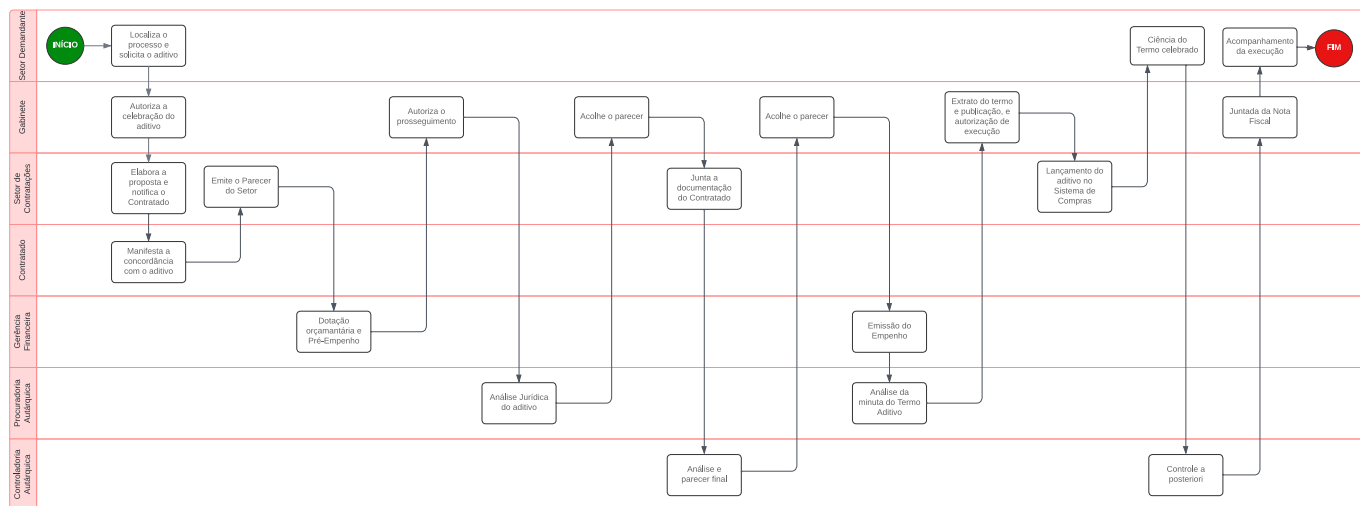 Setor Demandante
INÍCIO
Localiza o
processo e
solicita o aditivo
Ciência do
Termo celebrado
Acompanhamento
da execução
FIM
Gabinete
Autoriza a
celebração do
aditivo
Autoriza o
prosseguimento
Acolhe o parecer
Acolhe o parecer
Extrato do termo
e publicação, e
autorização de
execução
Juntada da Nota
Fiscal
Setor de
Contratações
Elabora a
proposta e
notifica o
Contratado
Emite o Parecer
do Setor
Junta a
documentação
do Contratado
Lançamento do
aditivo no
Sistema de
Compras
Contratado
Manifesta a
concordância
com o aditivo
Gerência
Financeira
Dotação
orçamantária e
Pré-Empenho
Emissão do
Empenho
Procuradoria
Autárquica
Análise Jurídica
do aditivo
Análise da
minuta do Termo
Aditivo
Controladoria
Autárquica
Análise e
parecer final
Controle a
posteriori